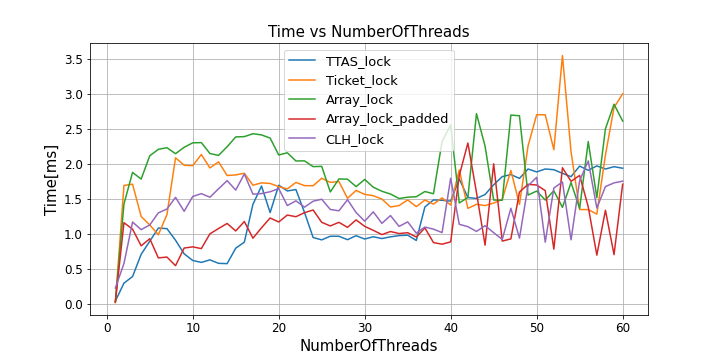 Time vs NumberOfThreads
TTAS_lock
Ticket_lock
Array_lock
Array_lock_padded
CLH_lock
Time[ms]
3.5
3.0
2.5
2.0
1.5
1.0
0.5
0.0
0 10 20 30 40 50 60
NumberOfThreads